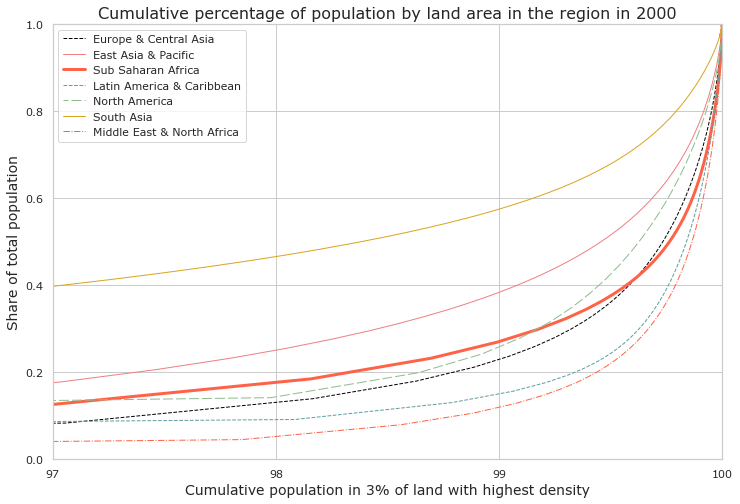 Cumulative percentage of population by land area in the region in 2000
1.0
0.8
0.6
0.4
0.2
0.0
Share of total population
Europe & Central Asia
East Asia & Pacific
Sub Saharan Africa
Latin America & Caribbean
North America
South Asia
Middle East & North Africa
97
98
99
100
Cumulative population in 3% of land with highest density